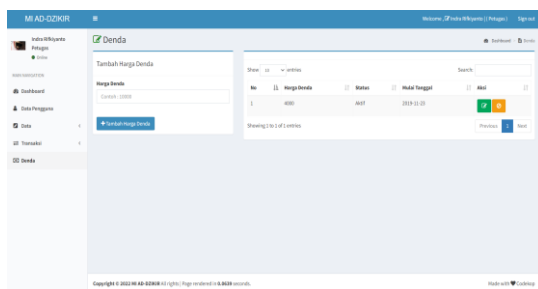 MI AD-DZIKIR
Welcome , Indra Rifkiyanto | ( Petugas ) Sign out
Indra Rifkiyanto
Petugas
Online
MAIN NAVIGATION
Dashboard
Data Pengguna
Data
Transaksi
Denda
Denda
Dashboard > Denda
Tambah Harga Denda
Harga Denda
Contoh : 10000
+Tambah Harga Denda
Show 10 entries
Search:
No Harga Denda Status Mulai Tanggal Aksi
1 4000 Aktif 2019-11-23
Showing 1 to 1 of 1 entries
Previous 1 Next
Copyright © 2022 MI AD-DZIKIR All rights | Page rendered in 0.0639 seconds.
Made with ♥ Codekop